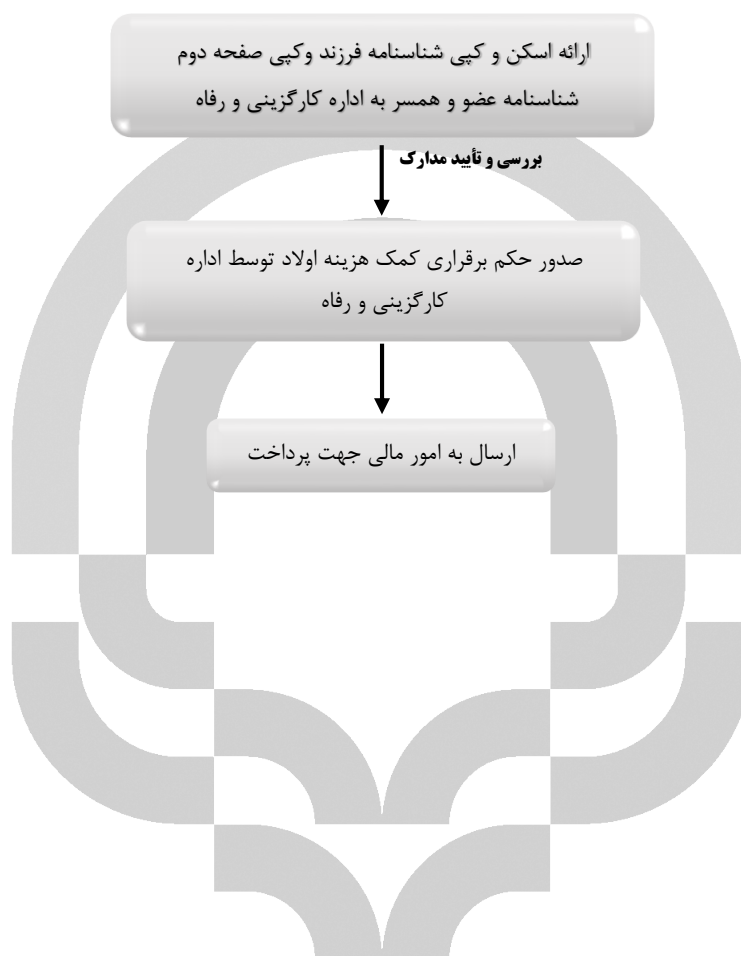 ارائه اسکن و کپی شناسنامه فرزند وکپی صفحه دوم
شناسنامه عضو و همسر به اداره کارگزینی و رفاه
بررسی و تأیید مدارک
صدور حکم برقراری کمک هزینه اولاد توسط اداره
کارگزینی و رفاه
ارسال به امور مالی جهت پرداخت